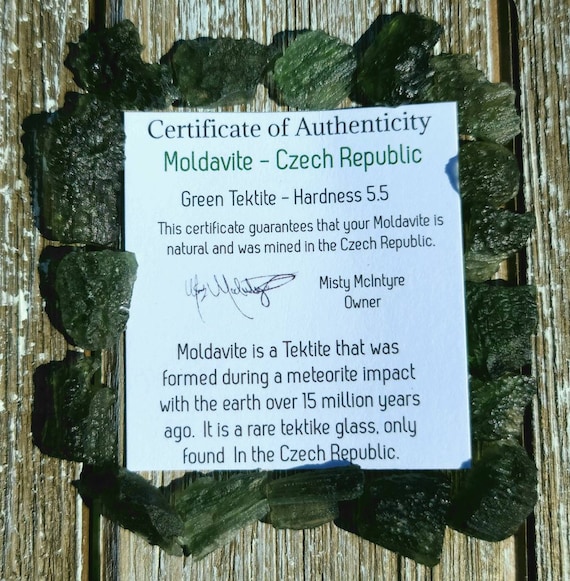 Certificate of Authenticity
Moldavite - Czech Republic
Green Tektite - Hardness 5.5
This certificate guarantees that your Moldavite is
natural and was mined in the Czech Republic.
Misty McIntyre
Owner
Moldavite is a Tektite that was
formed during a meteorite impact
with the earth over 15 million years
ago. It is a rare tektike glass, only
found In the Czech Republic.